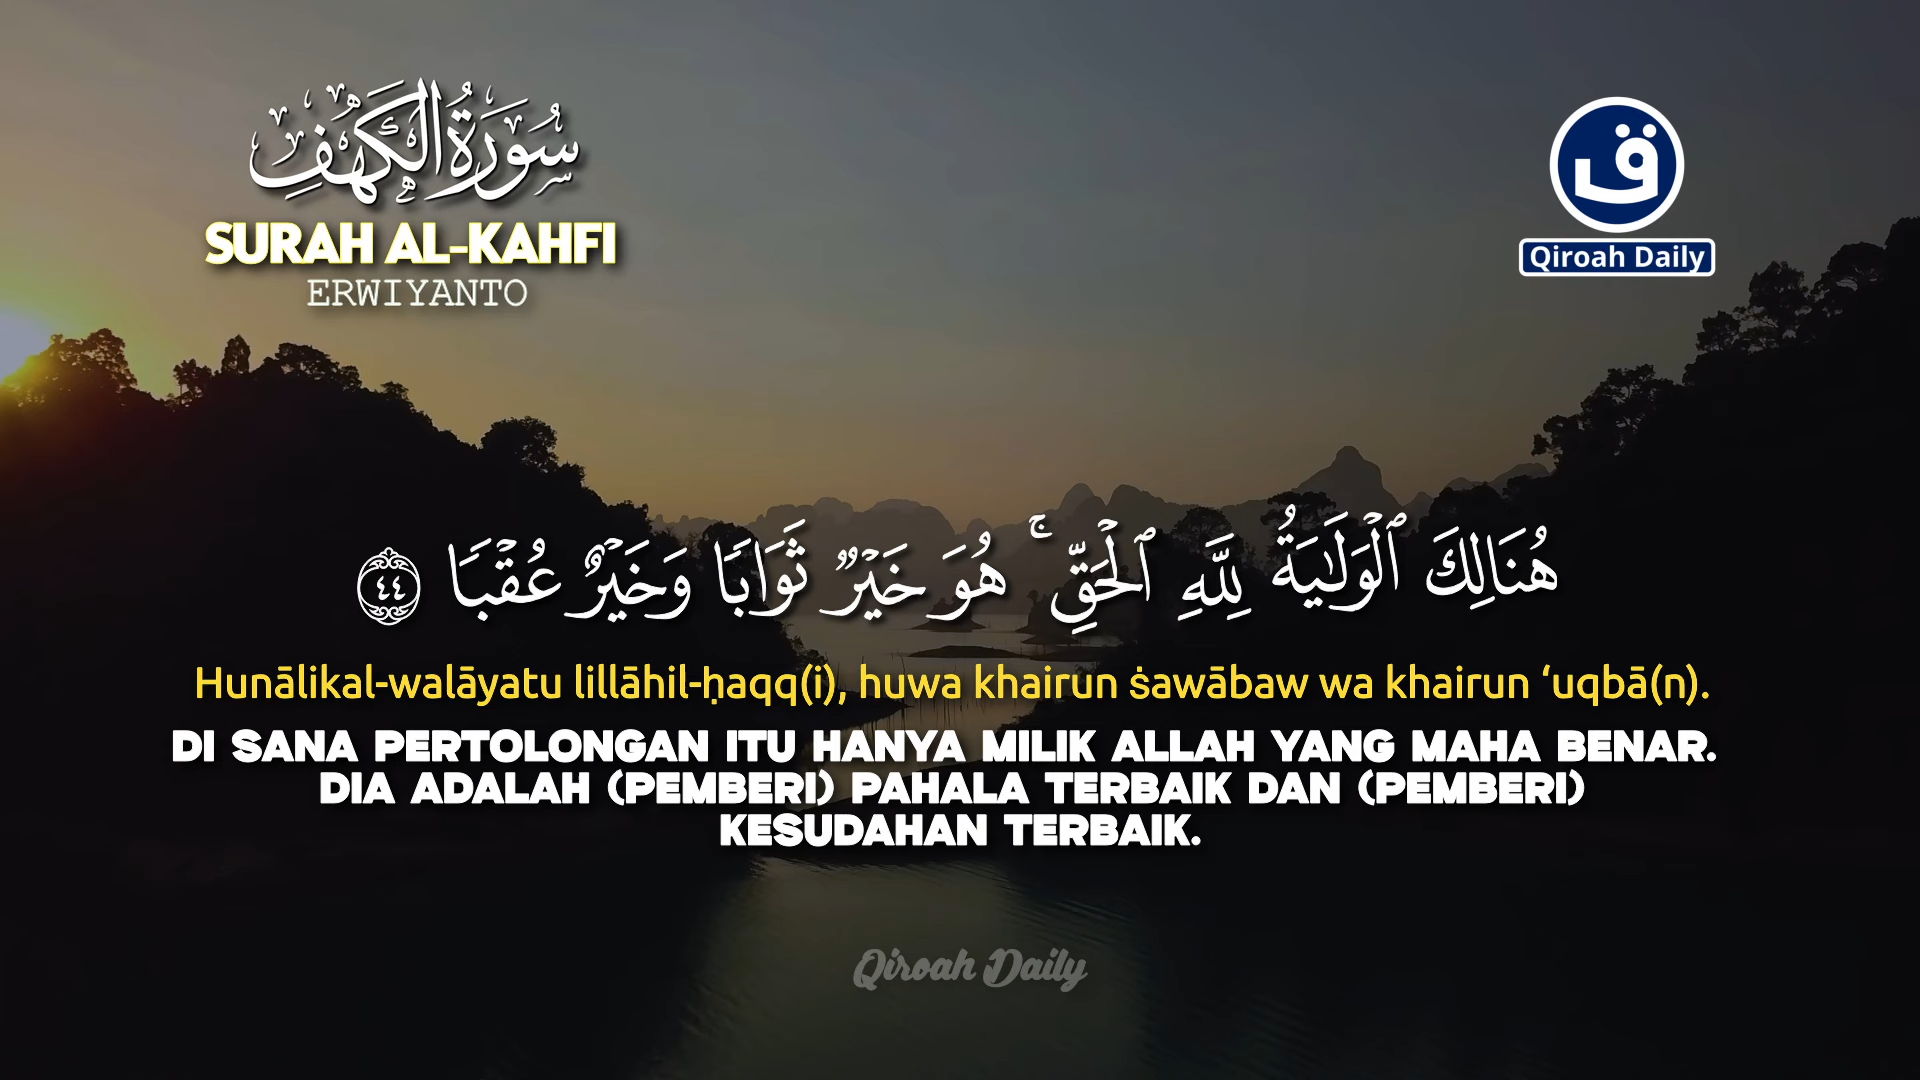 سُورَةُ الْكَهْفِ
SURAH AL-KAHFI
ERWIYANTO
ق
Qiroah Daily
هُنَالِكَ ٱلْوَلَـٰيَةُ لِلَّهِ ٱلْحَقِّ ۚ هُوَ خَيْرٌۭ ثَوَابًۭا وَخَيْرٌ عُقْبًۭا ٤٤
Hunālikal-walāyatu lillāhil-ḥaqq(i), huwa khairun ṡawābaw wa khairun ‘uqbā(n).
DI SANA PERTOLONGAN ITU HANYA MILIK ALLAH YANG MAHA BENAR.
DIA ADALAH (PEMBERI) PAHALA TERBAIK DAN (PEMBERI)
KESUDAHAN TERBAIK.
Qiroah Daily